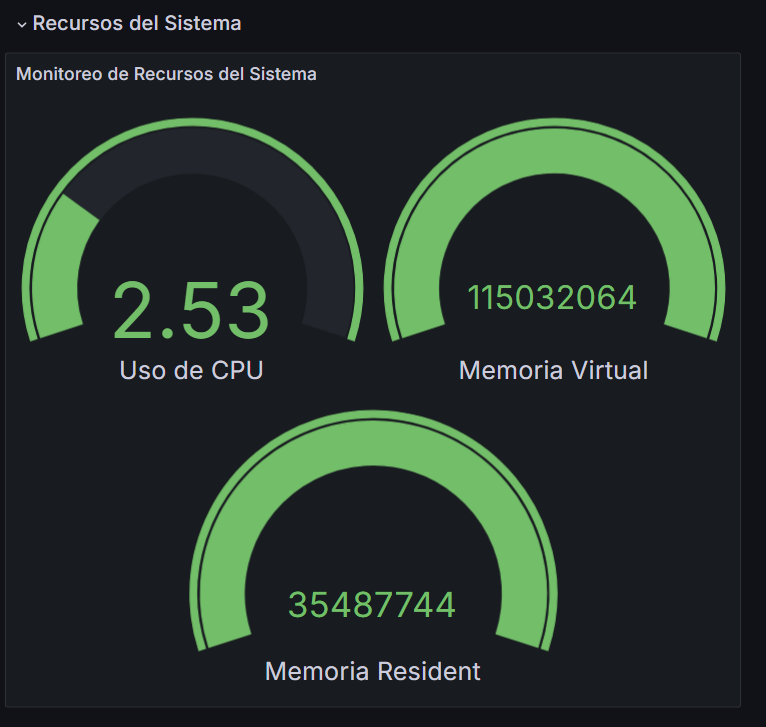 Recursos del Sistema
Monitoreo de Recursos del Sistema
2.53
Uso de CPU
115032064
Memoria Virtual
35487744
Memoria Resident